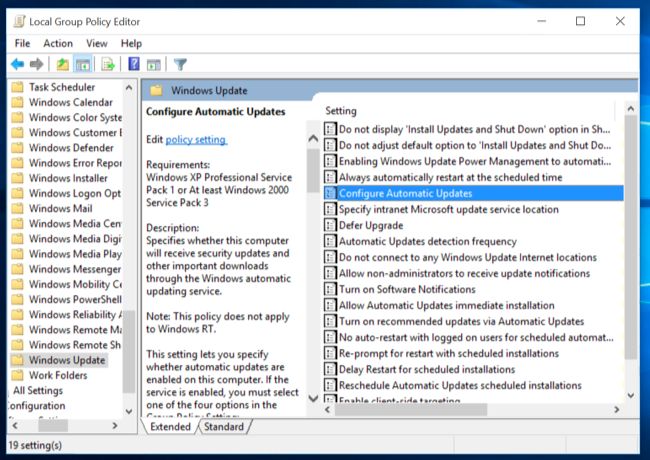 Local Group Policy Editor
File Action View Help
Task Scheduler
Windows Calendar
Windows Color Syste
Windows Customer E
Windows Defender
Windows Error Repor
Windows Installer
Windows Logon Opt
Windows Mail
Windows Media Cen
Windows Media Digi
Windows Media Play
Windows Messenger
Windows Mobility C
Windows PowerShell
Windows Reliability A
Windows Remote Ma
Windows Remote Sh
Windows Update
Work Folders
All Settings
onfiguration
Windows Update
Configure Automatic Updates
Edit policy setting
Requirements:
Windows XP Professional Service
Pack 1 or At least Windows 2000
Service Pack 3
Description:
Specifies whether this computer
will receive security updates and
other important downloads
through the Windows automatic
updating service.
Note: This policy does not apply
to Windows RT.
This setting lets you specify
whether automatic updates are
enabled on this computer. If the
service is enabled, you must select
one of the four options in the
Group Policy Setting:
Setting
Do not display 'Install Updates and Shut Down' option in Sh...
Do not adjust default option to 'Install Updates and Shut Do...
Enabling Windows Update Power Management to automati...
Always automatically restart at the scheduled time
Configure Automatic Updates
Specify intranet Microsoft update service location
Defer Upgrade
Automatic Updates detection frequency
Do not connect to any Windows Update Internet locations
Allow non-administrators to receive update notifications
Turn on Software Notifications
Allow Automatic Updates immediate installation
Turn on recommended updates via Automatic Updates
No auto-restart with logged on users for scheduled automat...
Re-prompt for restart with scheduled installations
Delay Restart for scheduled installations
Reschedule Automatic Updates scheduled installations
Enable client-side targeting
Extended Standard
19 setting(s)